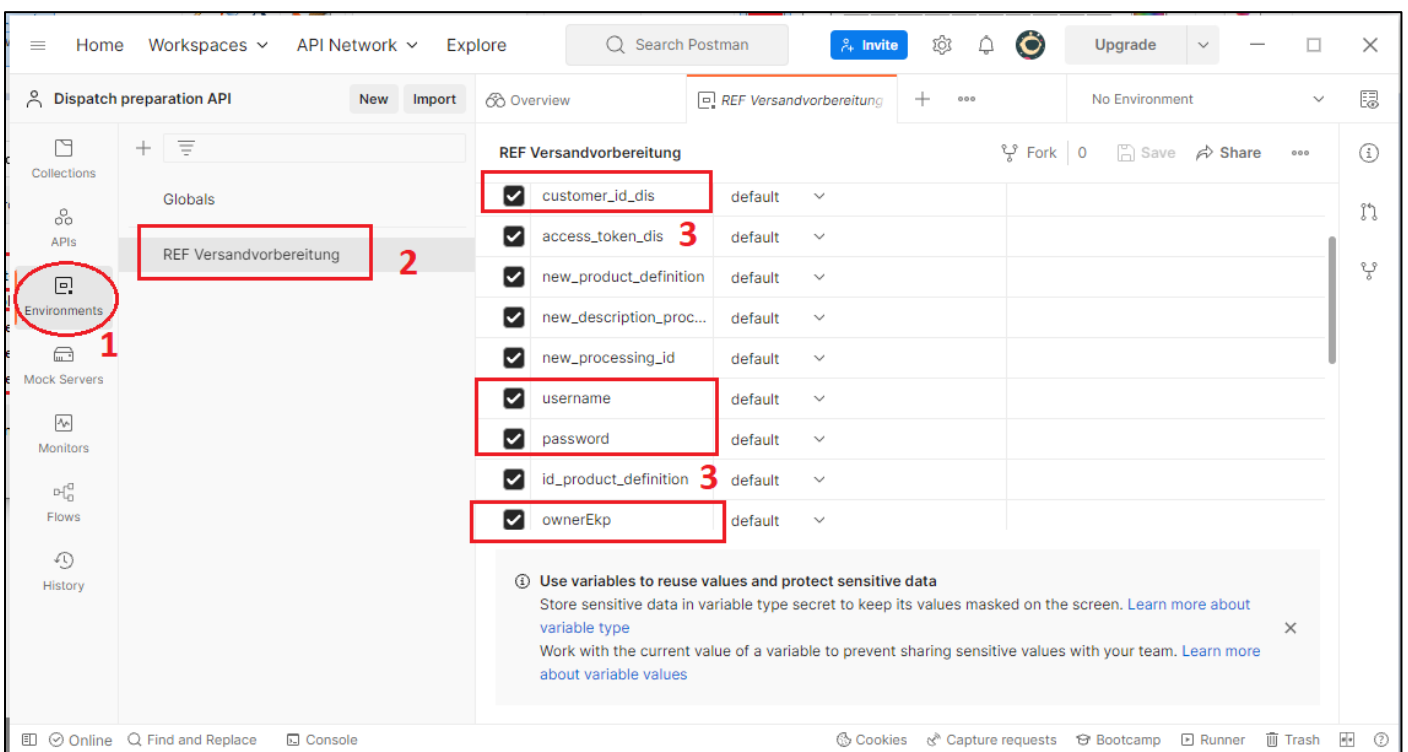 Home Workspaces API Network Explore Search Postman Invite Upgrade
Dispatch preparation API New Import Overview REF Versandvorbereitung No Environment
Collections
APIs
Environments
1
Mock Servers
Monitors
Flows
History
Globals
REF Versandvorbereitung 2
REF Versandvorbereitung Fork 0 Save Share
customer_id_dis default
access_token_dis 3 default
new_product_definition default
new_description_proc... default
new_processing_id default
username default
password default
id_product_definition 3 default
ownerEkp default
Use variables to reuse values and protect sensitive data
Store sensitive data in variable type secret to keep its values masked on the screen. Learn more about
variable type
Work with the current value of a variable to prevent sharing sensitive values with your team. Learn more
about variable values
Online Find and Replace Console Cookies Capture requests Bootcamp Runner Trash